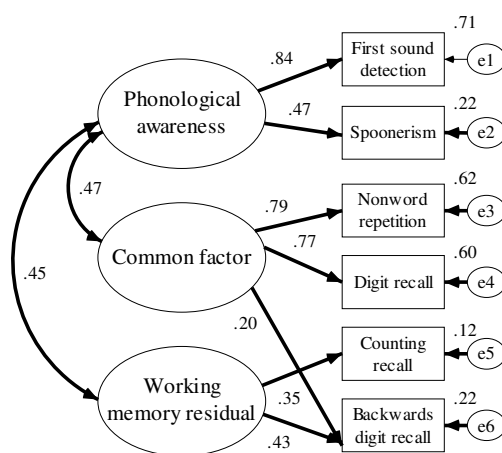 .71
First sound
detection
e1
.84
Phonological
awareness
.47
.22
Spoonerism
e2
.47
.62
.79
Nonword
repetition
e3
.77
Common factor
.60
Digit recall
e4
.45
.20
.12
Counting
recall
e5
Working
memory residual
.35
.22
.43
Backwards
digit recall
e6